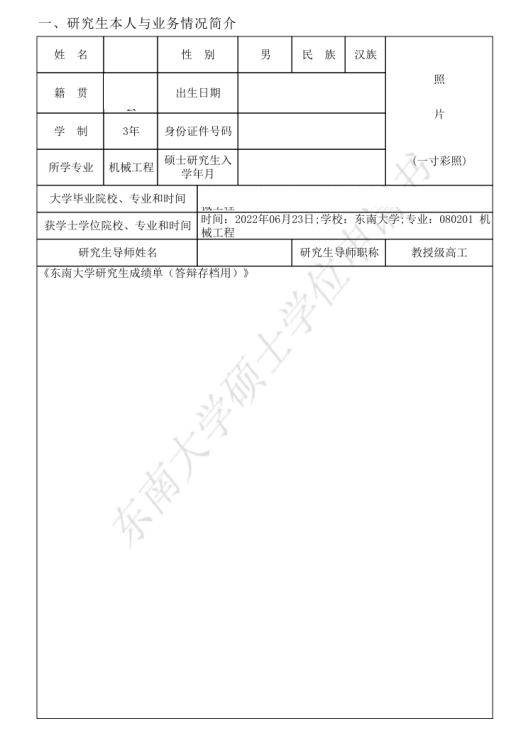 一、研究生本人与业务情况简介
姓 名 性 别 男 民 族 汉族
照
片
(一寸彩照)
籍 贯 出生日期
学 制 3年 身份证件号码
所学专业 机械工程 硕士研究生入
学年月
大学毕业院校、专业和时间
获学士学位院校、专业和时间 时间：2022年06月23日;学校：东南大学;专业：080201 机
械工程
研究生导师姓名 研究生导师职称 教授级高工
《东南大学研究生成绩单（答辩存档用）》
东南大学硕士学位申请书